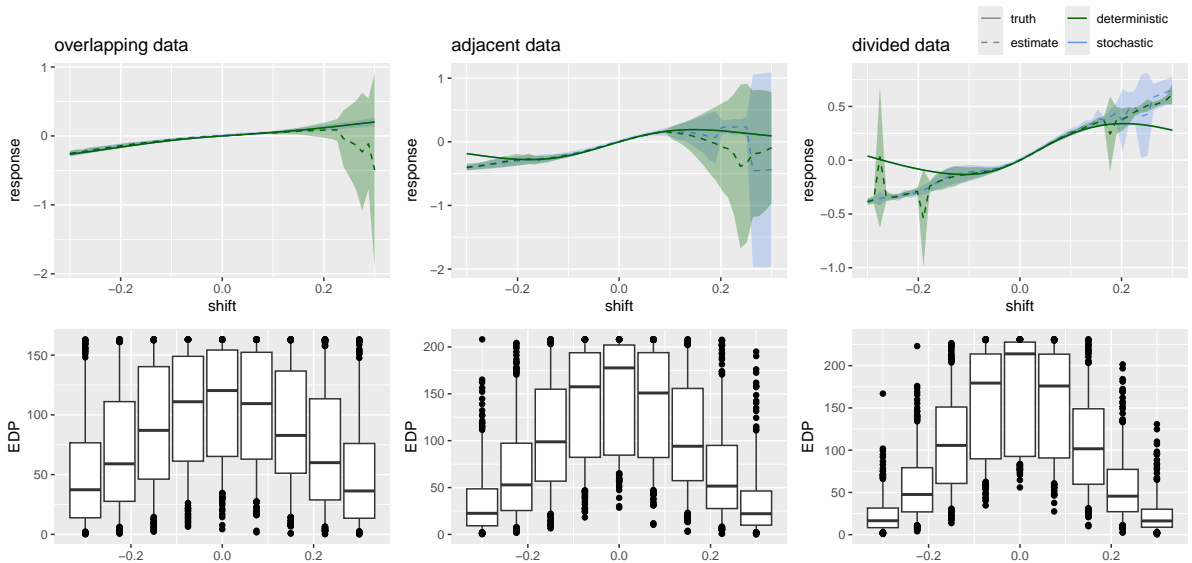 truth
deterministic
estimate
stochastic
overlapping data
adjacent data
divided data
response
1
0
−1
−2
−0.2
0.0
0.2
shift
response
1
0
−1
−2
−0.2
0.0
0.2
shift
response
0.5
0.0
−0.5
−1.0
−0.2
0.0
0.2
shift
EDP
150
100
50
0
−0.2
0.0
0.2
EDP
200
150
100
50
0
−0.2
0.0
0.2
EDP
200
150
100
50
0
−0.2
0.0
0.2